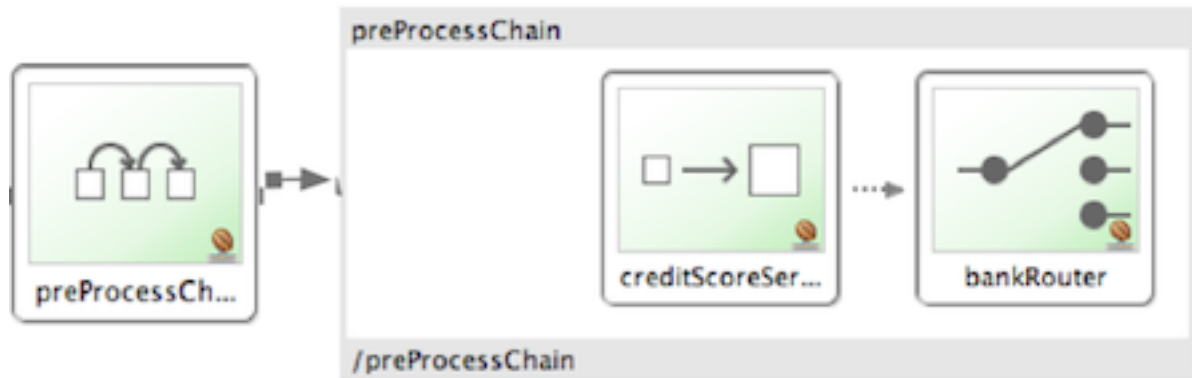 preProcessChain
preProcessCh...
creditScoreSer...
bankRouter
/preProcessChain